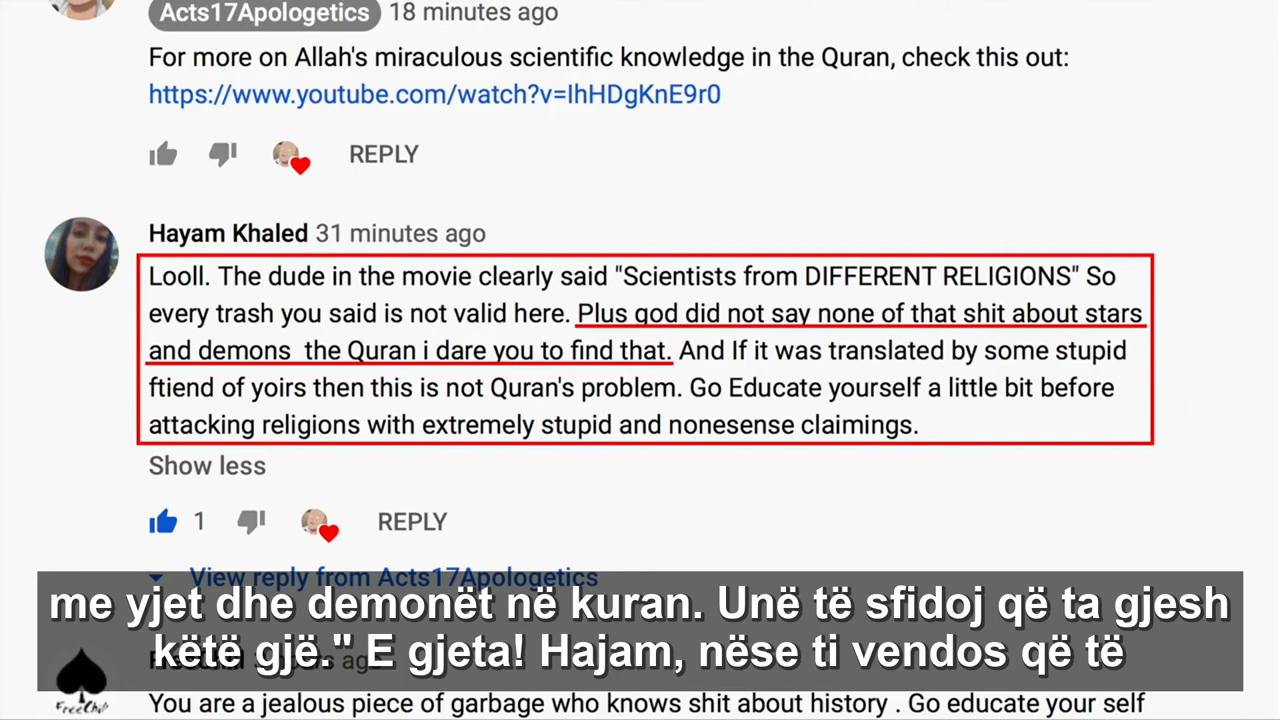 Acts17Apologetics 18 minutes ago
For more on Allah's miraculous scientific knowledge in the Quran, check this out:
https://www.youtube.com/watch?v=IhHDgKnE9r0
REPLY
Hayam Khaled 31 minutes ago
Looll. The dude in the movie clearly said "Scientists from DIFFERENT RELIGIONS" So
every trash you said is not valid here. Plus god did not say none of that shit about stars
and demons the Quran i dare you to find that. And If it was translated by some stupid
ftiend of yoirs then this is not Quran's problem. Go Educate yourself a little bit before
attacking religions with extremely stupid and nonesense claimings.
Show less
1 REPLY
View reply from Acts17Apologetics
me yjet dhe demonët në kuran. Unë të sfidoj që ta gjesh
këtë gjë." E gjeta! Hajam, nëse ti vendos që të
You are a jealous piece of garbage who knows shit about history . Go educate your self